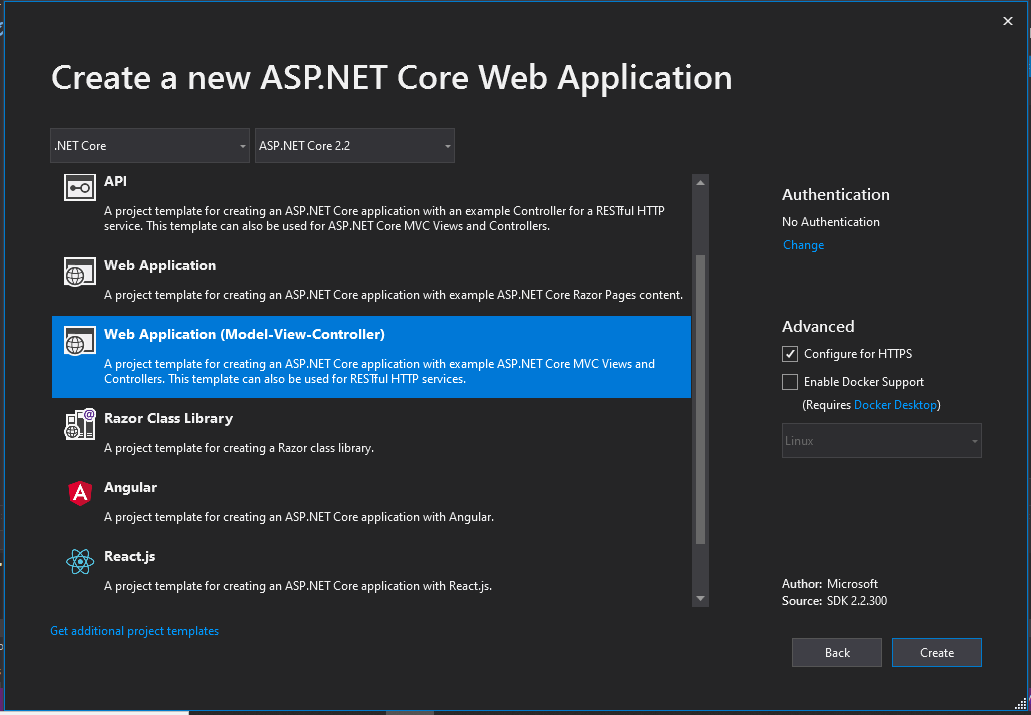 Create a new ASP.NET Core Web Application
.NET Core
ASP.NET Core 2.2
API
A project template for creating an ASP.NET Core application with an example Controller for a RESTful HTTP
service. This template can also be used for ASP.NET Core MVC Views and Controllers.
Web Application
A project template for creating an ASP.NET Core application with example ASP.NET Core Razor Pages content.
Web Application (Model-View-Controller)
A project template for creating an ASP.NET Core application with example ASP.NET Core MVC Views and
Controllers. This template can also be used for RESTful HTTP services.
Razor Class Library
A project template for creating a Razor class library.
Angular
A project template for creating an ASP.NET Core application with Angular.
React.js
A project template for creating an ASP.NET Core application with React.js.
Get additional project templates
Authentication
No Authentication
Change
Advanced
Configure for HTTPS
Enable Docker Support
(Requires Docker Desktop)
Linux
Author: Microsoft
Source: SDK 2.2.300
Back
Create